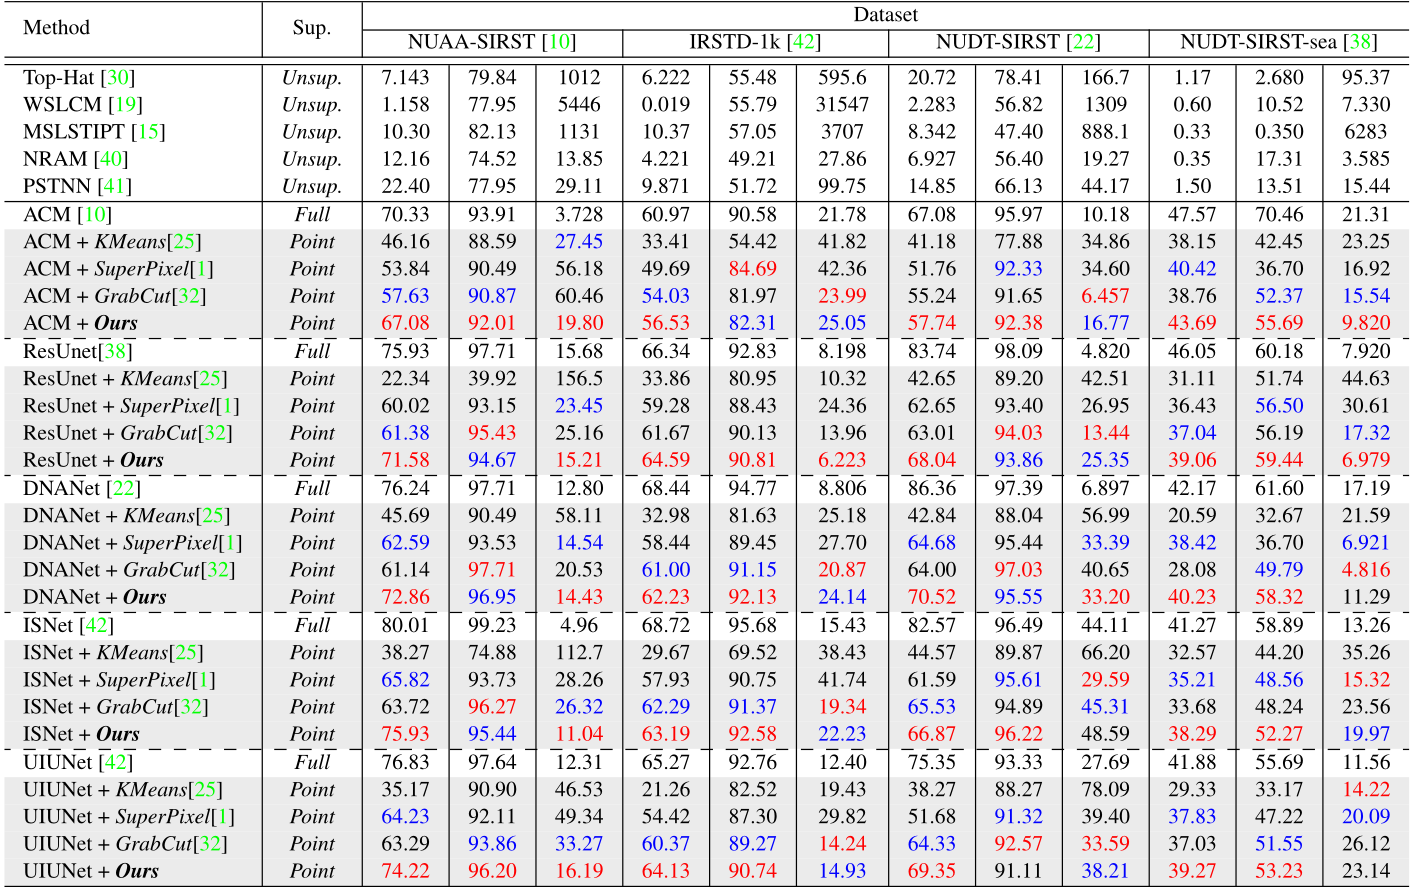 Method Sup. Dataset
NUAA-SIRST [10] IRSTD-1k [42] NUDT-SIRST [22] NUDT-SIRST-sea [38]
Top-Hat [30] Unsup. 7.143 79.84 1012 6.222 55.48 595.6 20.72 78.41 166.7 1.17 2.680 95.37
WSLCM [19] Unsup. 1.158 77.95 5446 0.019 55.79 31547 2.283 56.82 1309 0.60 10.52 7.330
MSLSTIPT [15] Unsup. 10.30 82.13 1131 10.37 57.05 3707 8.342 47.40 888.1 0.33 0.350 6283
NRAM [40] Unsup. 12.16 74.52 13.85 4.221 49.21 27.86 6.927 56.40 19.27 0.35 17.31 3.585
PSTNN [41] Unsup. 22.40 77.95 29.11 9.871 51.72 99.75 14.85 66.13 44.17 1.50 13.51 15.44
ACM [10] Full 70.33 93.91 3.728 60.97 90.58 21.78 67.08 95.97 10.18 47.57 70.46 21.31
ACM + KMeans[25] Point 46.16 88.59 27.45 33.41 54.42 41.82 41.18 77.88 34.86 38.15 42.45 23.25
ACM + SuperPixel[1] Point 53.84 90.49 56.18 49.69 84.69 42.36 51.76 92.33 34.60 40.42 36.70 16.92
ACM + GrabCut[32] Point 57.63 90.87 60.46 54.03 81.97 23.99 55.24 91.65 6.457 38.76 52.37 15.54
ACM + Ours Point 67.08 92.01 19.80 56.53 82.31 25.05 57.74 92.38 16.77 43.69 55.69 9.820
ResUnet[38] Full 75.93 97.71 15.68 66.34 92.83 8.198 83.74 98.09 4.820 46.05 60.18 7.920
ResUnet + KMeans[25] Point 22.34 39.92 156.5 33.86 80.95 10.32 42.65 89.20 42.51 31.11 51.74 44.63
ResUnet + SuperPixel[1] Point 60.02 93.15 23.45 59.28 88.43 24.36 62.65 93.40 26.95 36.43 56.50 30.61
ResUnet + GrabCut[32] Point 61.38 95.43 25.16 61.67 90.13 13.96 63.01 94.03 13.44 37.04 56.19 17.32
ResUnet + Ours Point 71.58 94.67 15.21 64.59 90.81 6.223 68.04 93.86 25.35 39.06 59.44 6.979
DNANet [22] Full 76.24 97.71 12.80 68.44 94.77 8.806 86.36 97.39 6.897 42.17 61.60 17.19
DNANet + KMeans[25] Point 45.69 90.49 58.11 32.98 81.63 25.18 42.84 88.04 56.99 20.59 32.67 21.59
DNANet + SuperPixel[1] Point 62.59 93.53 14.54 58.44 89.45 27.70 64.68 95.44 33.39 38.42 36.70 6.921
DNANet + GrabCut[32] Point 61.14 97.71 20.53 61.00 91.15 20.87 64.00 97.03 40.65 28.08 49.79 4.816
DNANet + Ours Point 72.86 96.95 14.43 62.23 92.13 24.14 70.52 95.55 33.20 40.23 58.32 11.29
ISNet [42] Full 80.01 99.23 4.96 68.72 95.68 15.43 82.57 96.49 44.11 41.27 58.89 13.26
ISNet + KMeans[25] Point 38.27 74.88 112.7 29.67 69.52 38.43 44.57 89.87 66.20 32.57 44.20 35.26
ISNet + SuperPixel[1] Point 65.82 93.73 28.26 57.93 90.75 41.74 61.59 95.61 29.59 35.21 48.56 15.32
ISNet + GrabCut[32] Point 63.72 96.27 26.32 62.29 91.37 19.34 65.53 94.89 45.31 33.68 48.24 23.56
ISNet + Ours Point 75.93 95.44 11.04 63.19 92.58 22.23 66.87 96.22 48.59 38.29 52.27 19.97
UIUNet [42] Full 76.83 97.64 12.31 65.27 92.76 12.40 75.35 93.33 27.69 41.88 55.69 11.56
UIUNet + KMeans[25] Point 35.17 90.90 46.53 21.26 82.52 19.43 38.27 88.27 78.09 29.33 33.17 14.22
UIUNet + SuperPixel[1] Point 64.23 92.11 49.34 54.42 87.30 29.82 51.68 91.32 39.40 37.83 47.22 20.09
UIUNet + GrabCut[32] Point 63.29 93.86 33.27 60.37 89.27 14.24 64.33 92.57 33.59 37.03 51.55 26.12
UIUNet + Ours Point 74.22 96.20 16.19 64.13 90.74 14.93 69.35 91.11 38.21 39.27 53.23 23.14